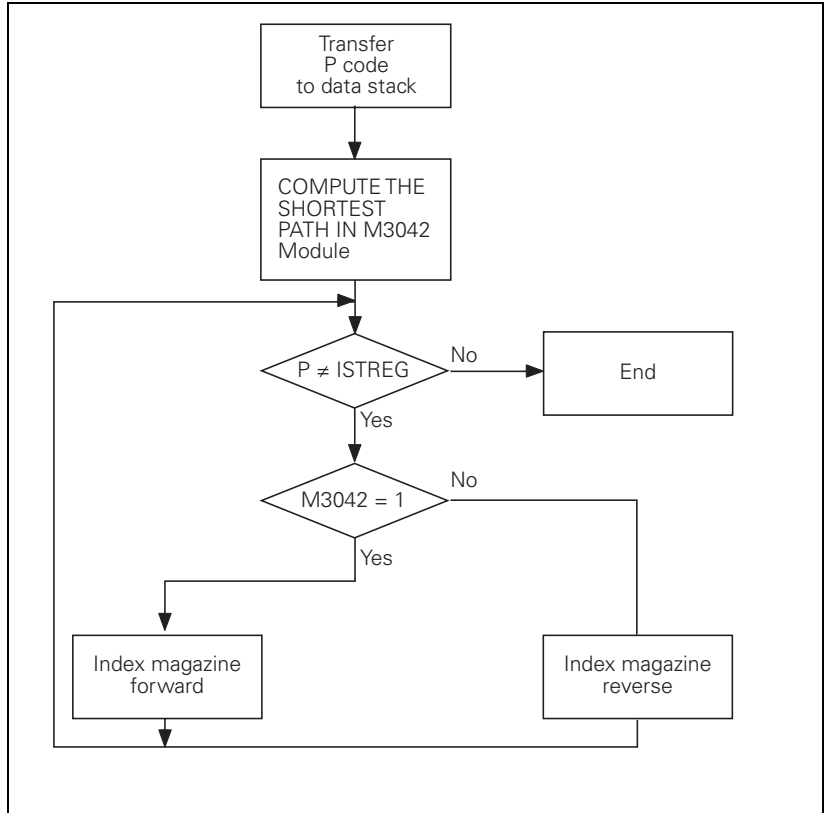 Transfer
P code
to data stack
COMPUTE THE
SHORTEST
PATH IN M3042
Module
P ≠ ISTREG
No
End
Yes
M3042 = 1
No
Yes
Index magazine
forward
Index magazine
reverse